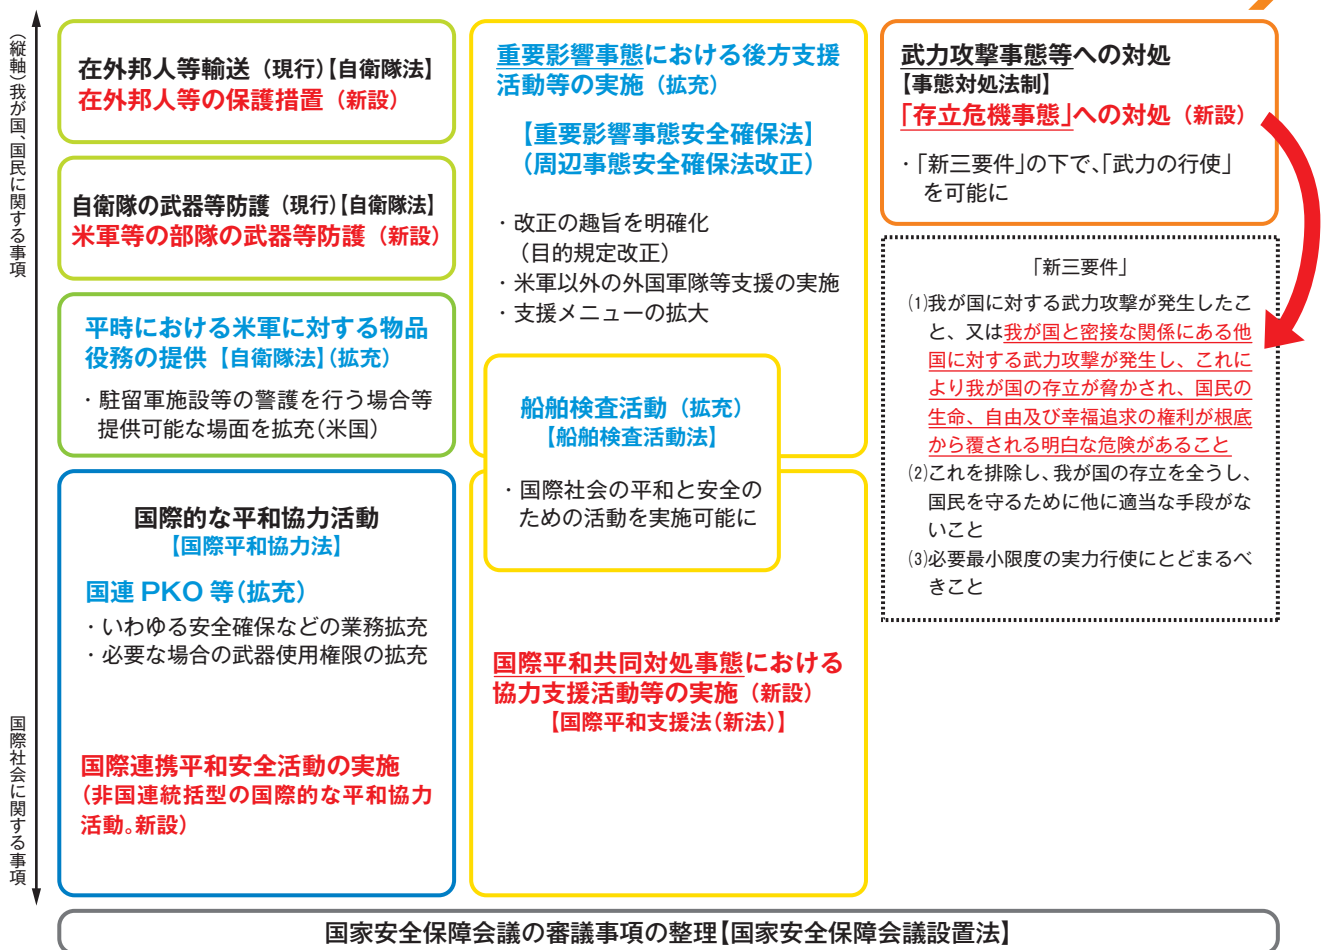 (縦軸)我が国、国民に関する事項
国際社会に関する事項
在外邦人等輸送(現行)【自衛隊法】
在外邦人等の保護措置(新設)
自衛隊の武器等防護(現行)【自衛隊法】
米軍等の部隊の武器等防護(新設)
平時における米軍に対する物品
役務の提供【自衛隊法】(拡充)
・駐留軍施設等の警護を行う場合等
提供可能な場面を拡充(米国)
国際的な平和協力活動
【国際平和協力法】
国連 PKO 等(拡充)
・いわゆる安全確保などの業務拡充
・必要な場合の武器使用権限の拡充
国際連携平和安全活動の実施
(非国連統括型の国際的な平和協力
活動。新設)
重要影響事態における後方支援
活動等の実施(拡充)
【重要影響事態安全確保法】
(周辺事態安全確保法改正)
・改正の趣旨を明確化
(目的規定改正)
・米軍以外の外国軍隊等支援の実施
・支援メニューの拡大
船舶検査活動(拡充)
【船舶検査活動法】
・国際社会の平和と安全の
ための活動を実施可能に
国際平和共同対処事態における
協力支援活動等の実施(新設)
【国際平和支援法(新法)】
武力攻撃事態等への対処
【事態対処法制】
「存立危機事態」への対処(新設)
・「新三要件」の下で、「武力の行使」
を可能に
「新三要件」
⑴我が国に対する武力攻撃が発生したこ
と、又は我が国と密接な関係にある他
国に対する武力攻撃が発生し、これに
より我が国の存立が脅かされ、国民の
生命、自由及び幸福追求の権利が根底
から覆される明白な危険があること
⑵これを排除し、我が国の存立を全うし、
国民を守るために他に適当な手段がな
いこと
⑶必要最小限度の実力行使にとどまるべ
きこと
国家安全保障会議の審議事項の整理【国家安全保障会議設置法】